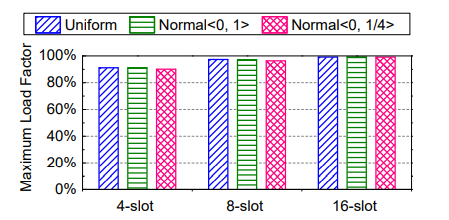 Uniform Normal<0, 1> Normal<0, 1/4>
Maximum Load Factor
100%
80%
60%
40%
20%
0%
4-slot 8-slot 16-slot